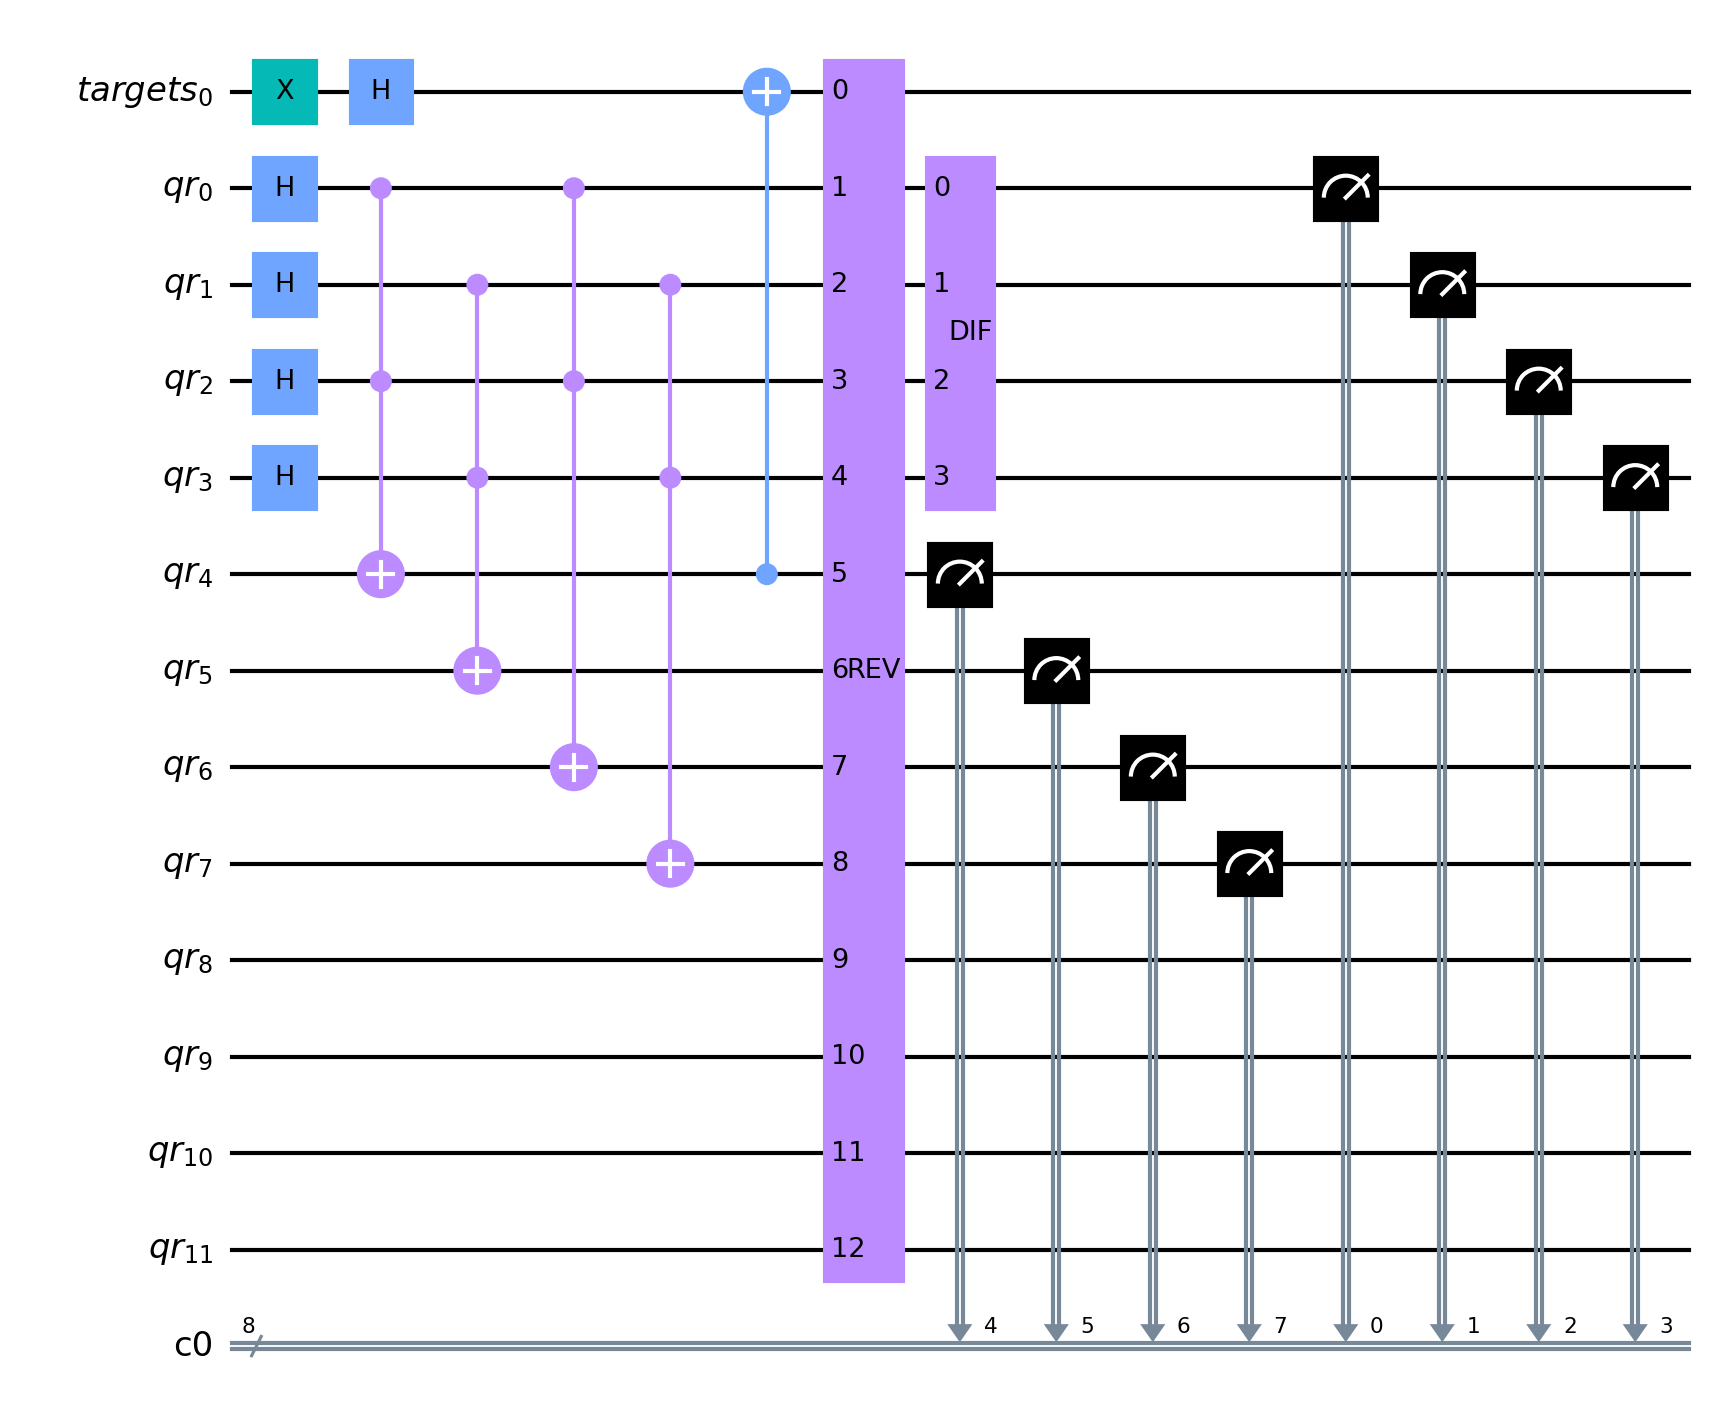 targets0 X H 0
qr0 H 1 0
qr1 H 2 1
DIF
qr2 H 3 2
qr3 H 4 3
qr4 5
qr5 6 REV
qr6 7
qr7 8
qr8 9
qr9 10
qr10 11
qr11 12
8 4 5 6 7 0 1 2 3
c0